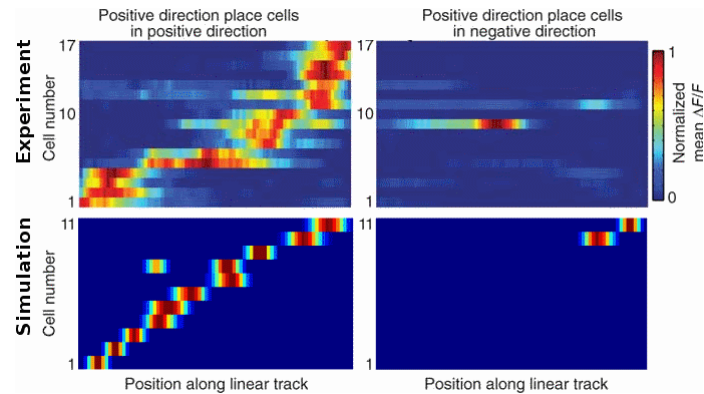 Positive direction place cells
in positive direction
Positive direction place cells
in negative direction
Experiment
Cell number
17
10
1
17
10
1
1
0
Normalized
mean ΔF/F
Simulation
Cell number
11
1
11
1
Position along linear track
Position along linear track